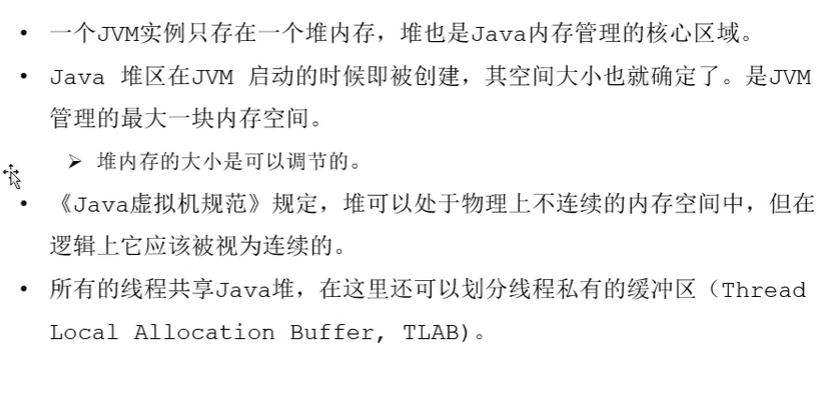 • 一个JVM实例只存在一个堆内存，堆也是Java内存管理的核心区域。
• Java 堆区在JVM 启动的时候即被创建，其空间大小也就确定了。是JVM
管理的最大一块内存空间。
➢ 堆内存的大小是可以调节的。
• 《Java虚拟机规范》规定，堆可以处于物理上不连续的内存空间中，但在
逻辑上它应该被视为连续的。
• 所有的线程共享Java堆，在这里还可以划分线程私有的缓冲区（Thread
Local Allocation Buffer, TLAB)。